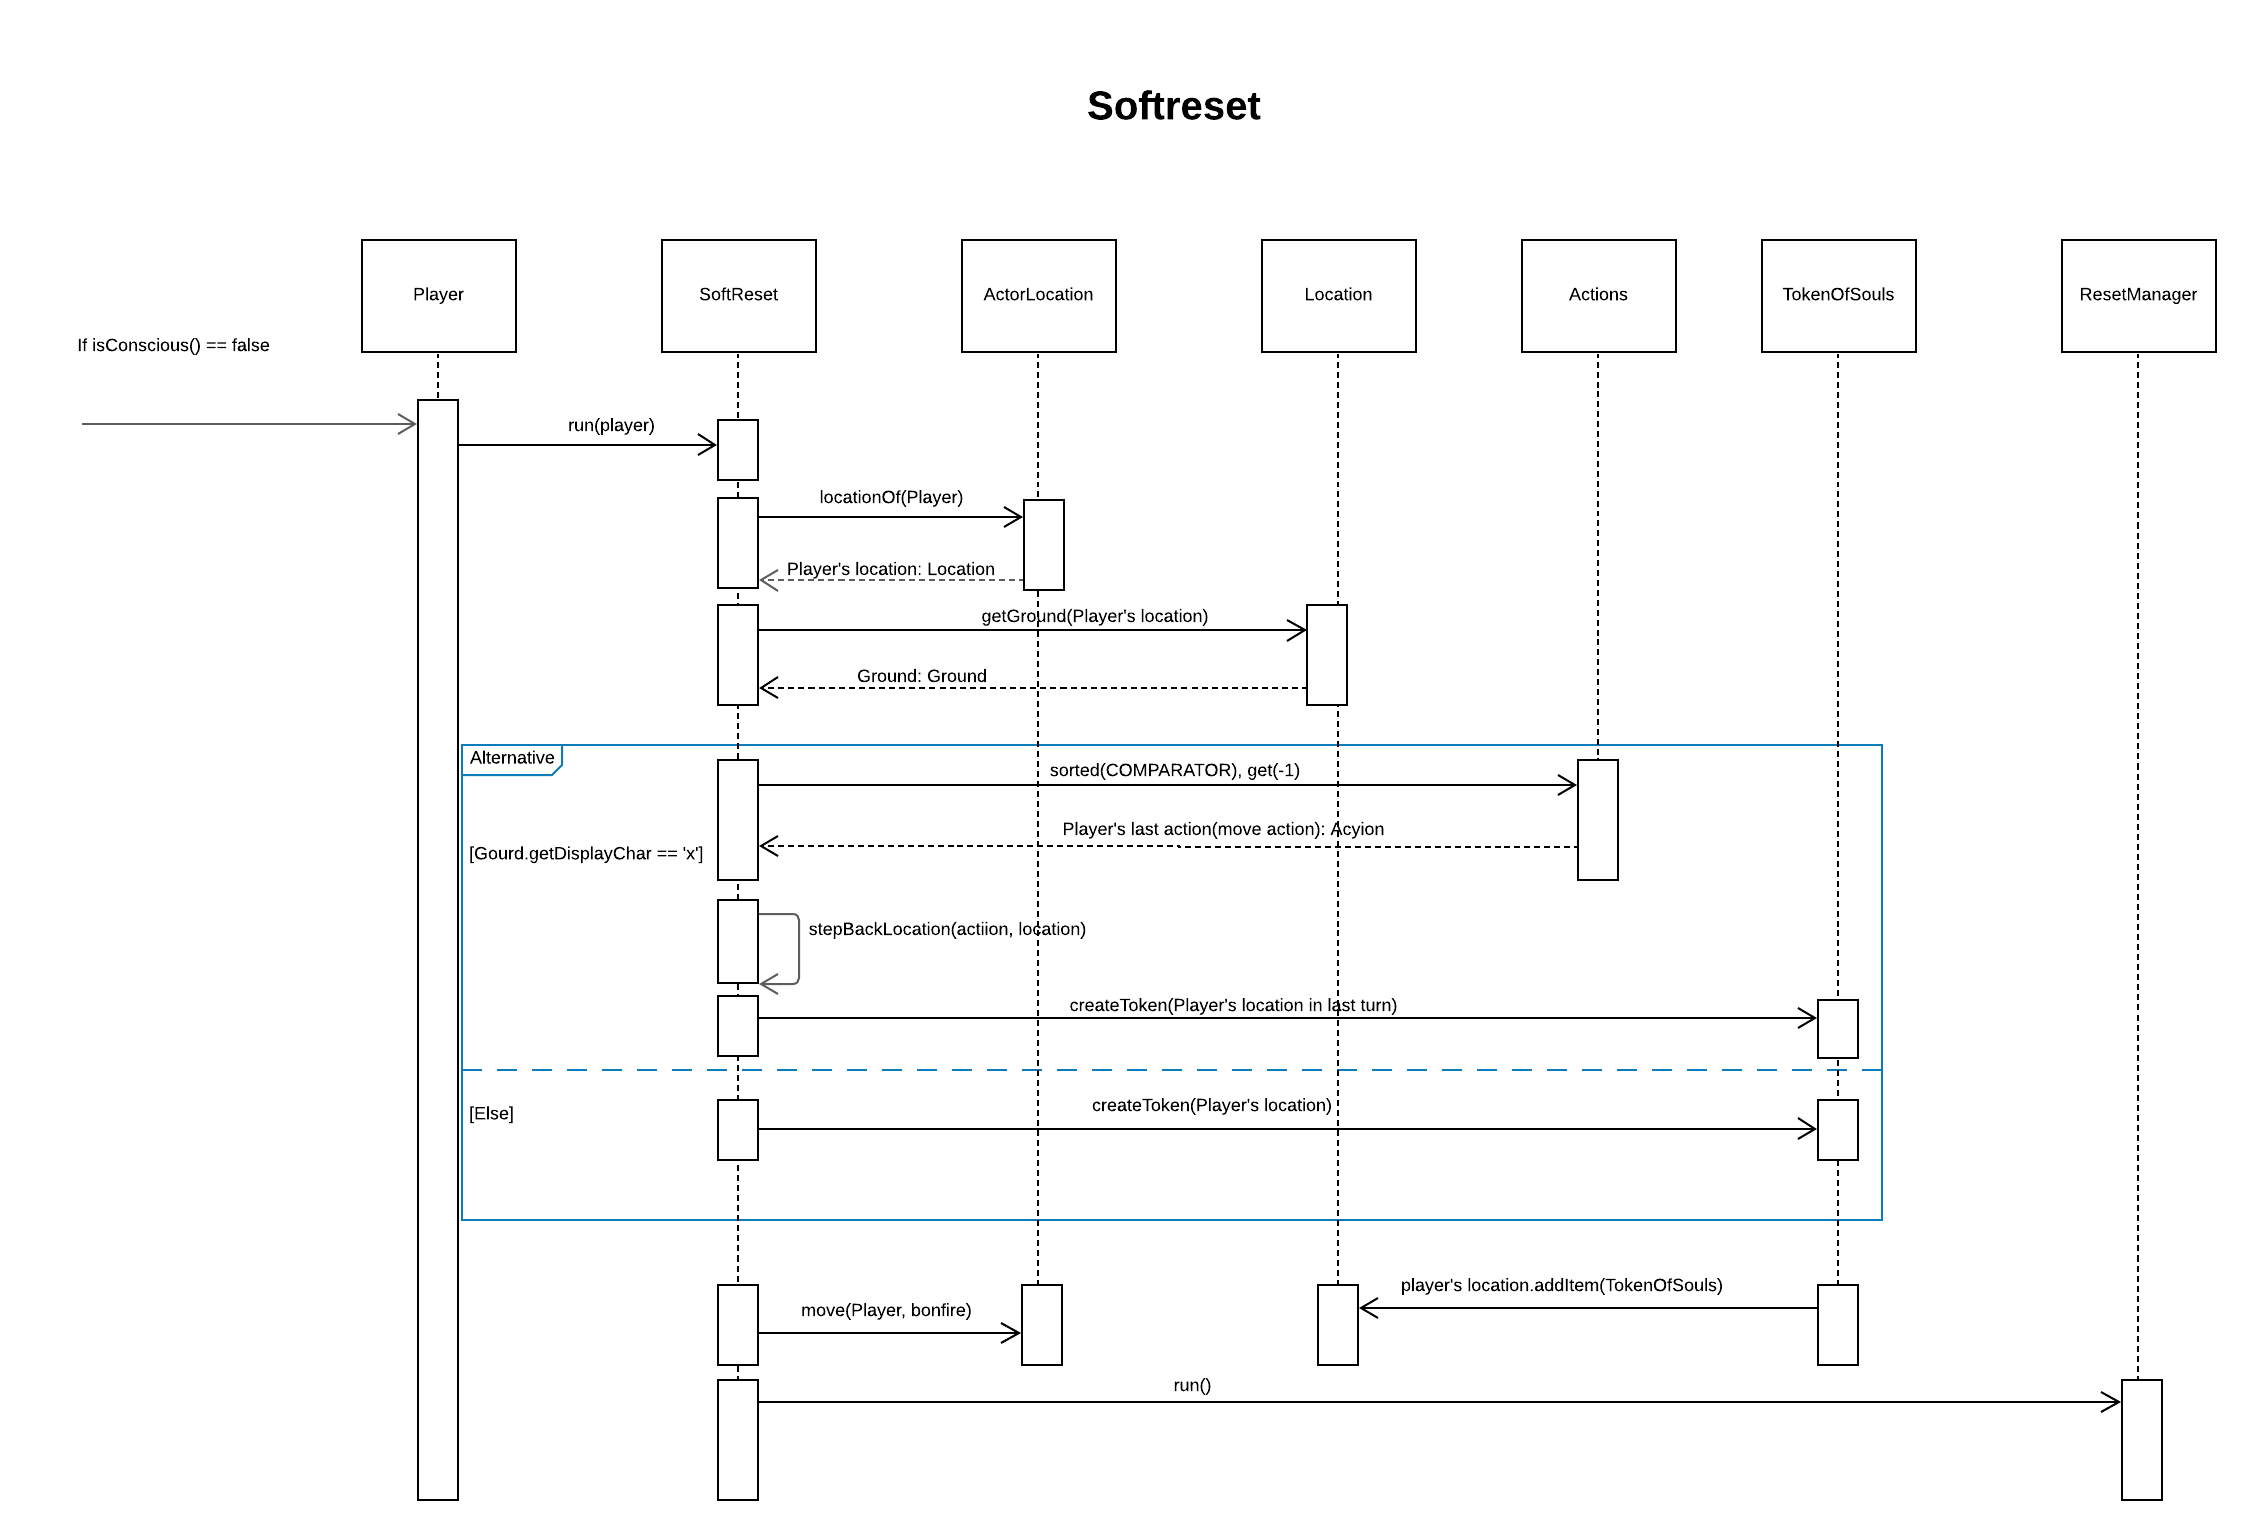 Softreset
Player
SoftReset
ActorLocation
Location
Actions
TokenOfSouls
ResetManager
If isConscious() == false
run(player)
locationOf(Player)
Player's location: Location
getGround(Player's location)
Ground: Ground
Alternative
sorted(COMPARATOR), get(-1)
Player's last action(move action): Acyion
[Gourd.getDisplayChar == 'x']
stepBackLocation(actiion, location)
createToken(Player's location in last turn)
[Else]
createToken(Player's location)
player's location.addItem(TokenOfSouls)
move(Player, bonfire)
run()